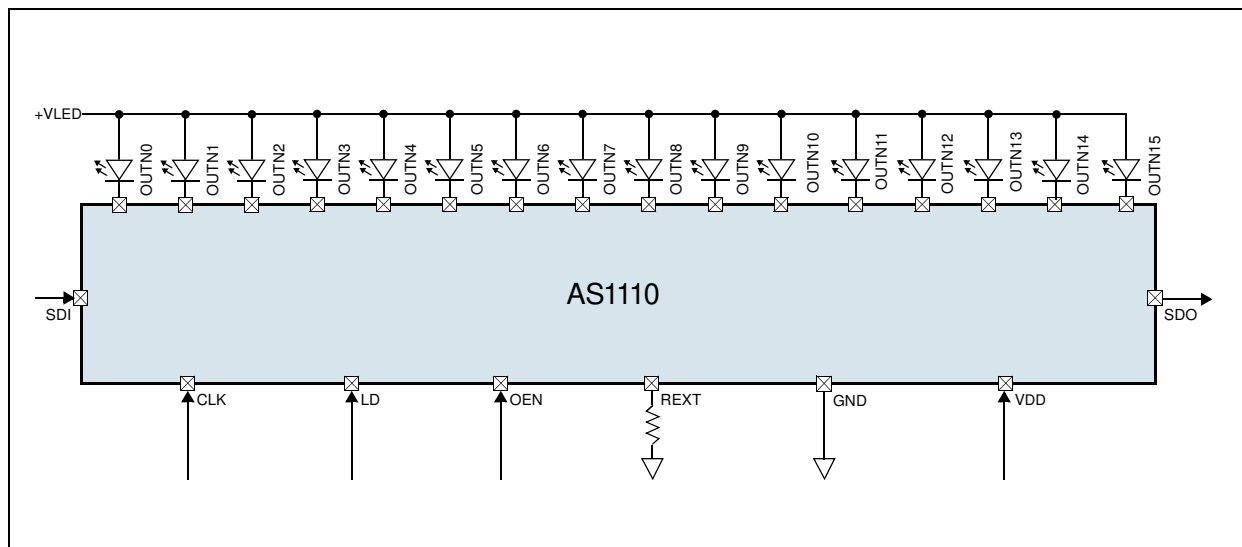 +VLED
OUTN0
OUTN1
OUTN2
OUTN3
OUTN4
OUTN5
OUTN6
OUTN7
OUTN8
OUTN9
OUTN10
OUTN11
OUTN12
OUTN13
OUTN14
OUTN15
AS1110
SDI
SDO
CLK
LD
OEN
REXT
GND
VDD